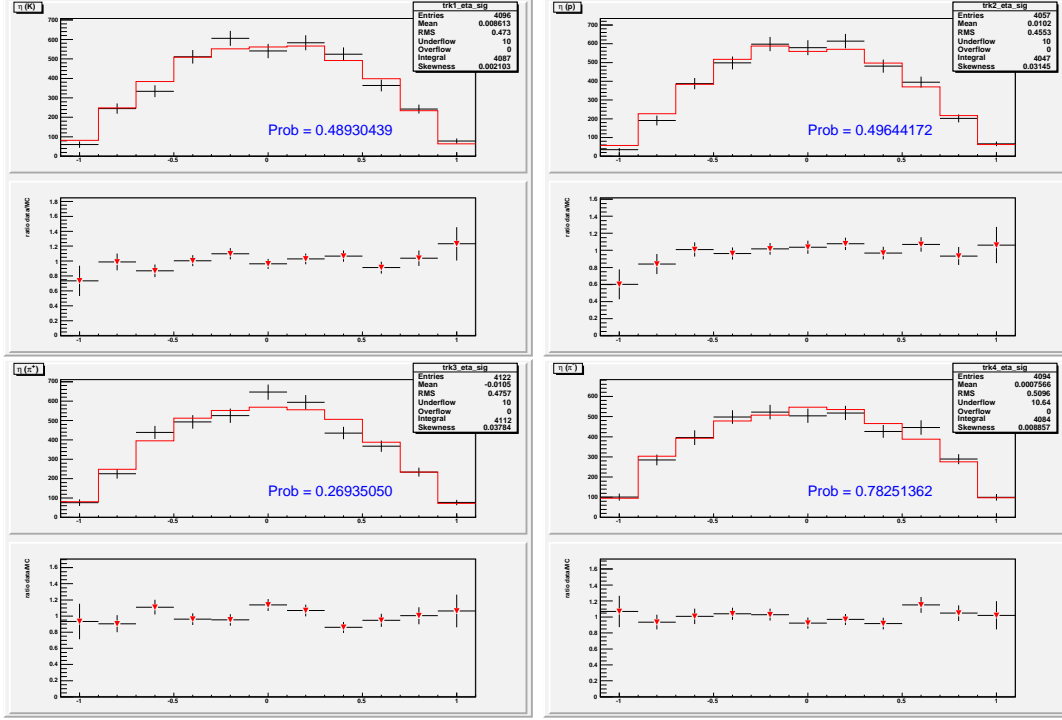 η (K)
trk1_eta_sig
Entries 4096
Mean 0.008613
RMS 0.473
Underflow 10
Overflow 0
Integral 4087
Skewness 0.002103
700
600
500
400
300
200
100
0
Prob = 0.48930439
-1 -0.5 0 0.5 1
η (p)
trk2_eta_sig
Entries 4057
Mean 0.0102
RMS 0.4553
Underflow 10
Overflow 0
Integral 4047
Skewness 0.03145
700
600
500
400
300
200
100
0
Prob = 0.49644172
-1 -0.5 0 0.5 1
ratio data/MC
1.8
1.6
1.4
1.2
1
0.8
0.6
0.4
0.2
0
-1 -0.5 0 0.5 1
ratio data/MC
1.6
1.4
1.2
1
0.8
0.6
0.4
0.2
0
-1 -0.5 0 0.5 1
η (π⁺)
trk3_eta_sig
Entries 4122
Mean -0.0105
RMS 0.4757
Underflow 10
Overflow 0
Integral 4112
Skewness 0.03784
700
600
500
400
300
200
100
0
Prob = 0.26935050
-1 -0.5 0 0.5 1
η (π⁻)
trk4_eta_sig
Entries 4094
Mean 0.0007566
RMS 0.5096
Underflow 10.64
Overflow 0
Integral 4084
Skewness 0.008857
600
500
400
300
200
100
0
Prob = 0.78251362
-1 -0.5 0 0.5 1
ratio data/MC
1.6
1.4
1.2
1
0.8
0.6
0.4
0.2
0
-1 -0.5 0 0.5 1
ratio data/MC
1.6
1.4
1.2
1
0.8
0.6
0.4
0.2
0
-1 -0.5 0 0.5 1